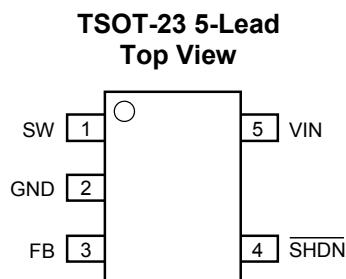 TSOT-23 5-Lead
Top View
SW 1 5 VIN
GND 2
FB 3 4 SHDN